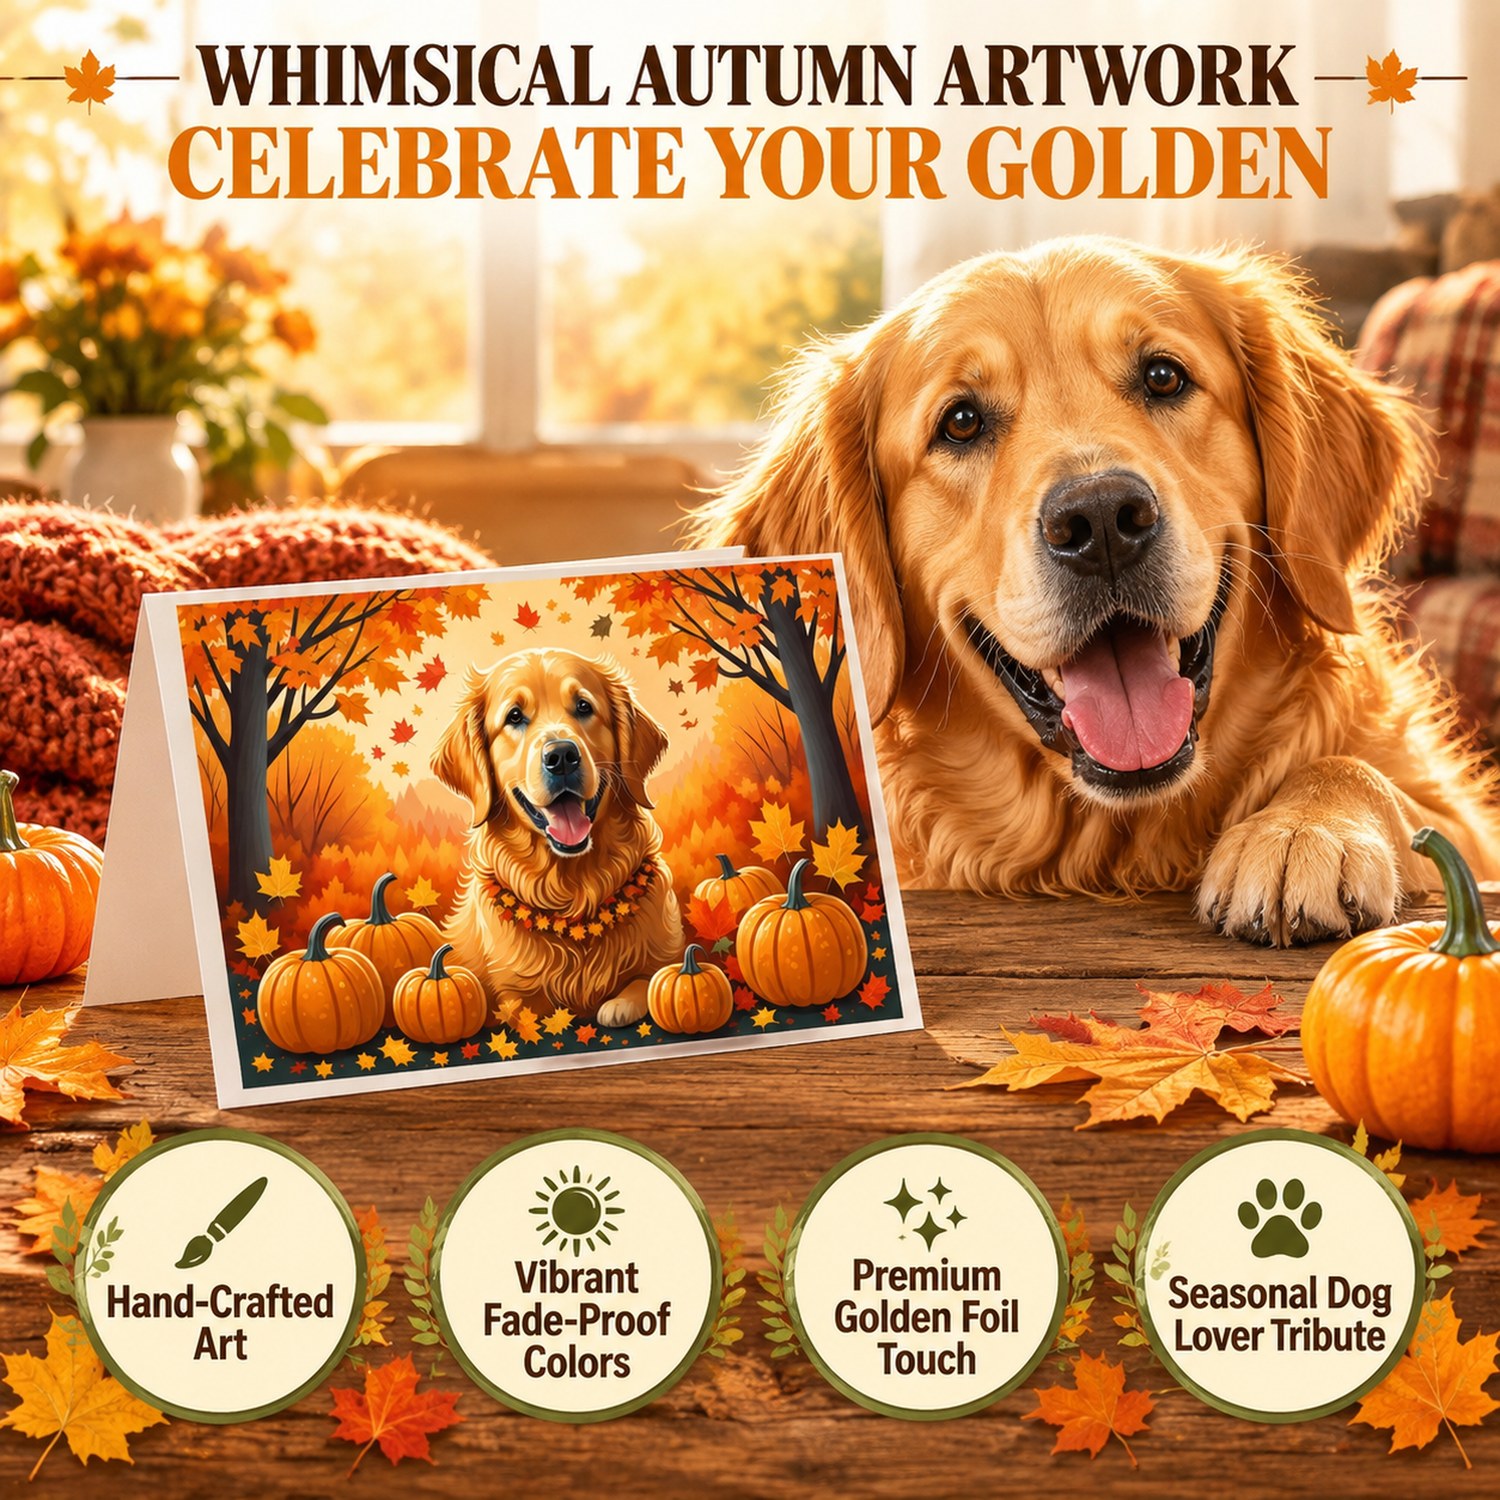 WHIMSICAL AUTUMN ARTWORK
CELEBRATE YOUR GOLDEN
Hand-Crafted
Art
Vibrant
Fade-Proof
Colors
Premium
Golden Foil
Touch
Seasonal Dog
Lover Tribute